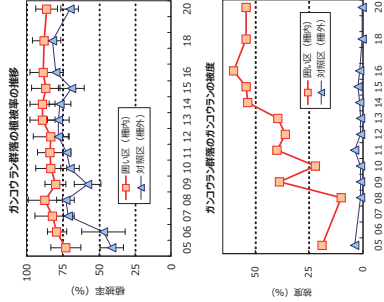 ガンコウラン群落の植被率の推移
植被率 (%)
100
75
50
25
0
囲い区 (柵内)
対照区 (柵外)
05 06 07 08 09 10 11 12 13 14 15 16 18 20
ガンコウラン群落のガンコウランの被度
被度 (%)
50
0
囲い区 (柵内)
対照区 (柵外)
05 06 07 08 09 10 11 12 13 14 15 16 18 20